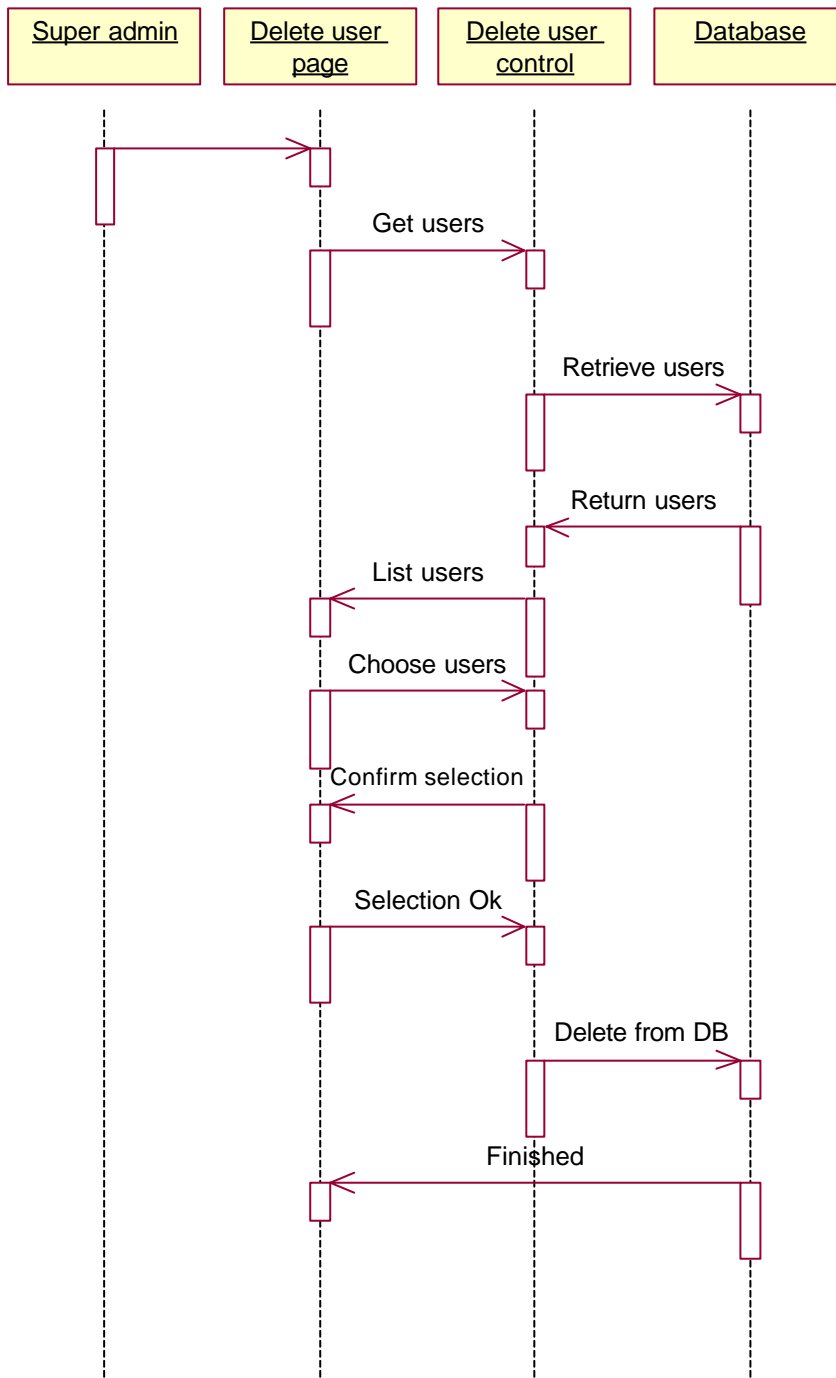 Super admin
Delete user
page
Delete user
control
Database
Get users
Retrieve users
Return users
List users
Choose users
Confirm selection
Selection Ok
Delete from DB
Finished